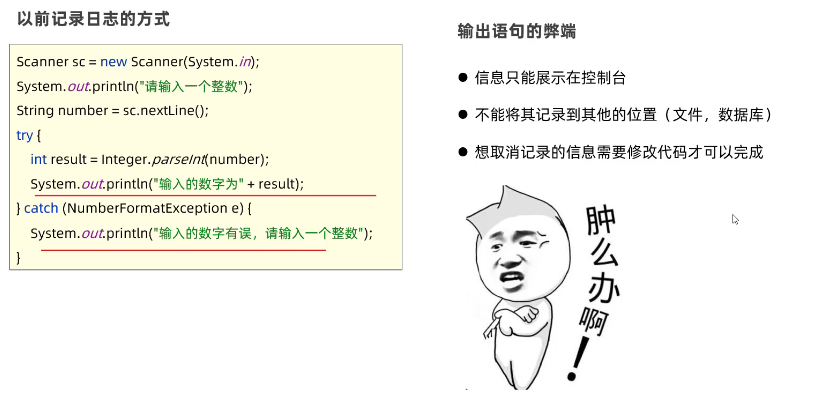 以前记录日志的方式
Scanner sc = new Scanner(System.in);
System.out.println("请输入一个整数");
String number = sc.nextLine();
try {
int result = Integer.parseInt(number);
System.out.println("输入的数字为" + result);
} catch (NumberFormatException e) {
System.out.println("输入的数字有误，请输入一个整数");
}
输出语句的弊端
● 信息只能展示在控制台
● 不能将其记录到其他的位置（文件，数据库）
● 想取消记录的信息需要修改代码才可以完成
肿么办啊！